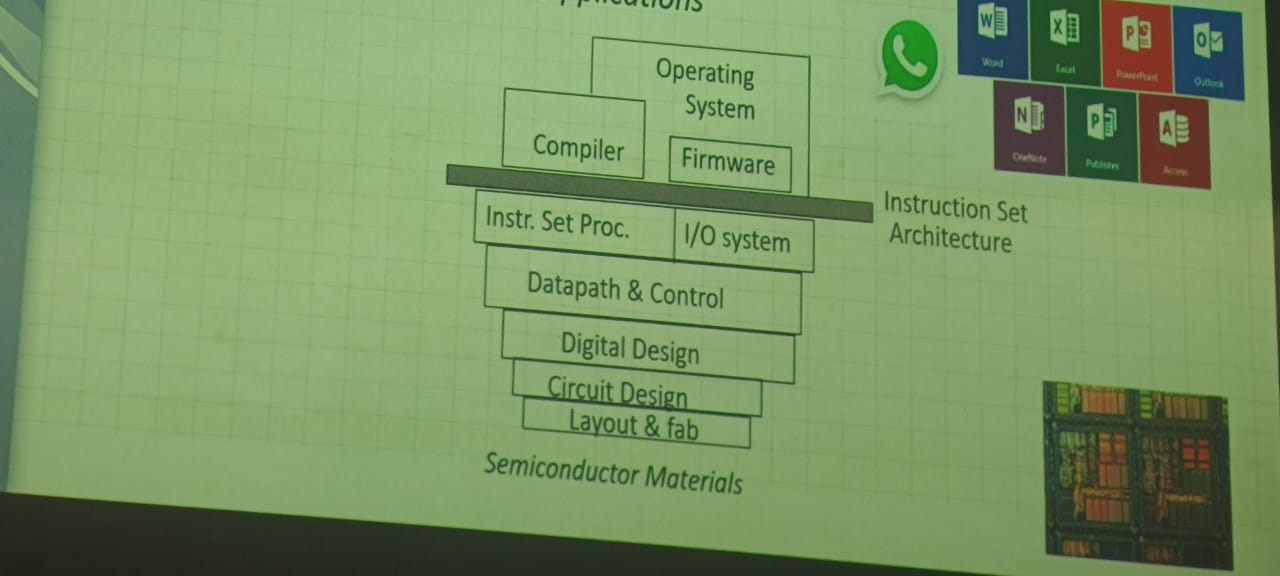 Applications
Operating
System
Compiler
Firmware
Instruction Set
Architecture
Instr. Set Proc.
I/O system
Datapath & Control
Digital Design
Circuit Design
Layout & fab
Semiconductor Materials
Word
Excel
PowerPoint
Outlook
OneNote
Publisher
Access